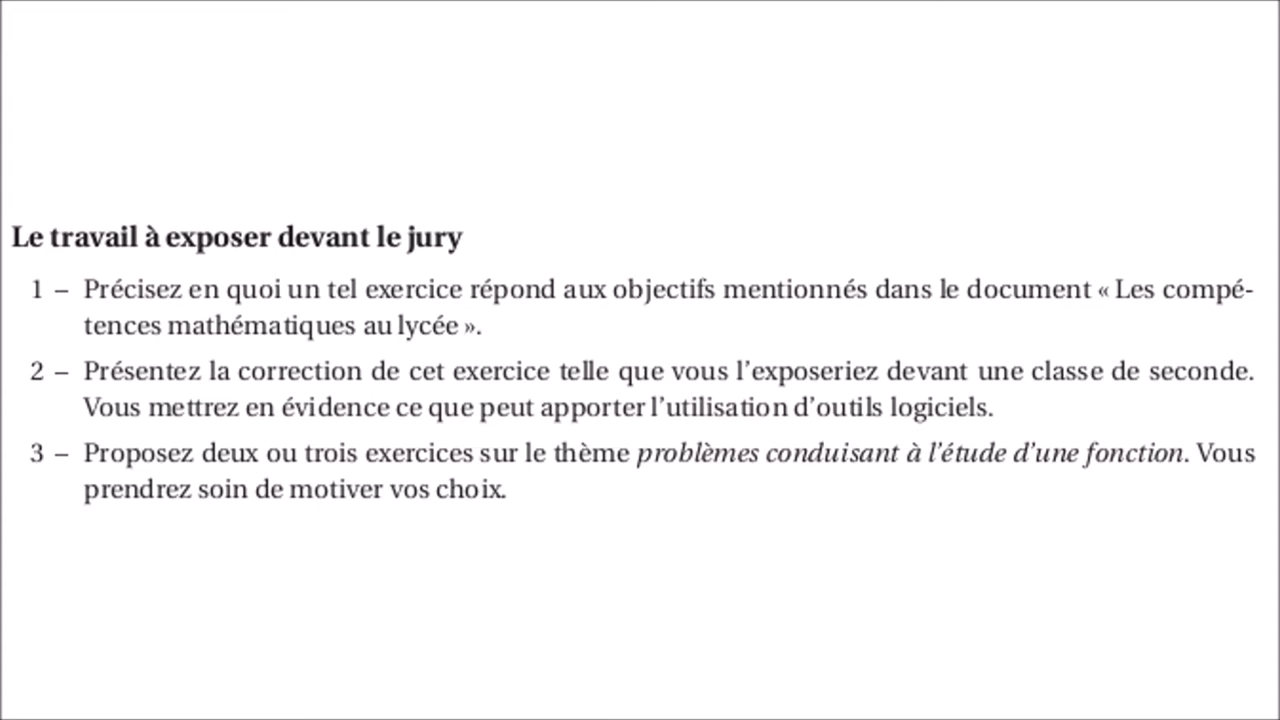 Le travail à exposer devant le jury
1 – Précisez en quoi un tel exercice répond aux objectifs mentionnés dans le document « Les compé-
tences mathématiques au lycée ».
2 – Présentez la correction de cet exercice telle que vous l’exposeriez devant une classe de seconde.
Vous mettrez en évidence ce que peut apporter l’utilisation d’outils logiciels.
3 – Proposez deux ou trois exercices sur le thème problèmes conduisant à l’étude d’une fonction. Vous
prendrez soin de motiver vos choix.